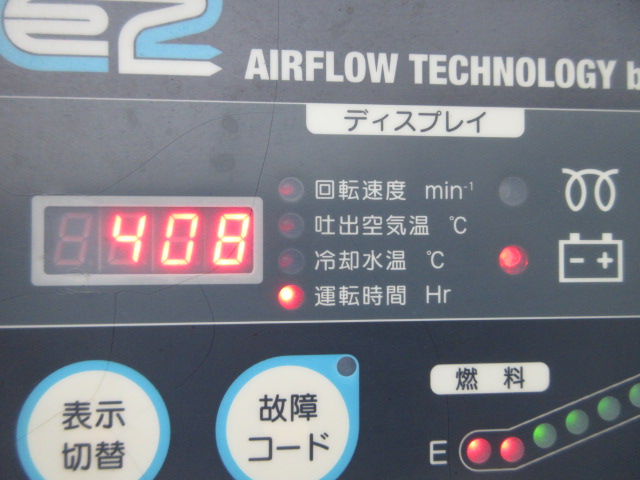 e2
AIRFLOW TECHNOLOGY b
ディスプレイ
回転速度 min-1
吐出空気温 ℃
408
冷却水温 ℃
運転時間 Hr
表示
切替
故障
コード
燃料
E